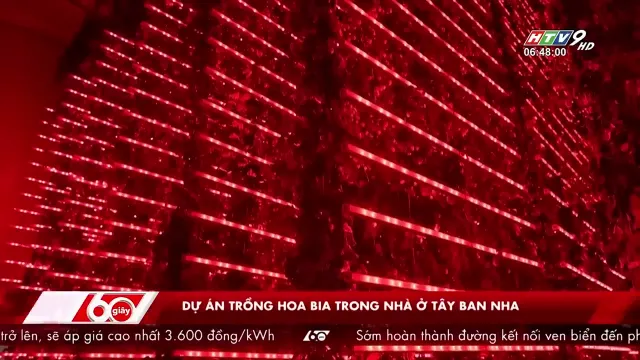 HTV9 HD
06:48:00
60 giây
DỰ ÁN TRỒNG HOA BIA TRONG NHÀ Ở TÂY BAN NHA
trở lên, sẽ áp giá cao nhất 3.600 đồng/kWh 60 Sớm hoàn thành đường kết nối ven biển đến